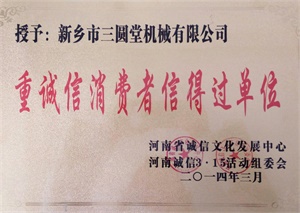 授予：新乡市三圆堂机械有限公司
重诚信消费者信得过单位
河南省诚信文化发展中心
河南诚信3·15活动组委会
二〇一四年三月